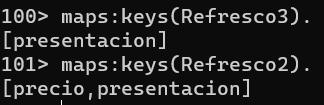 100> maps:keys(Refresco3).
[presentacion]
101> maps:keys(Refresco2).
[precio,presentacion]